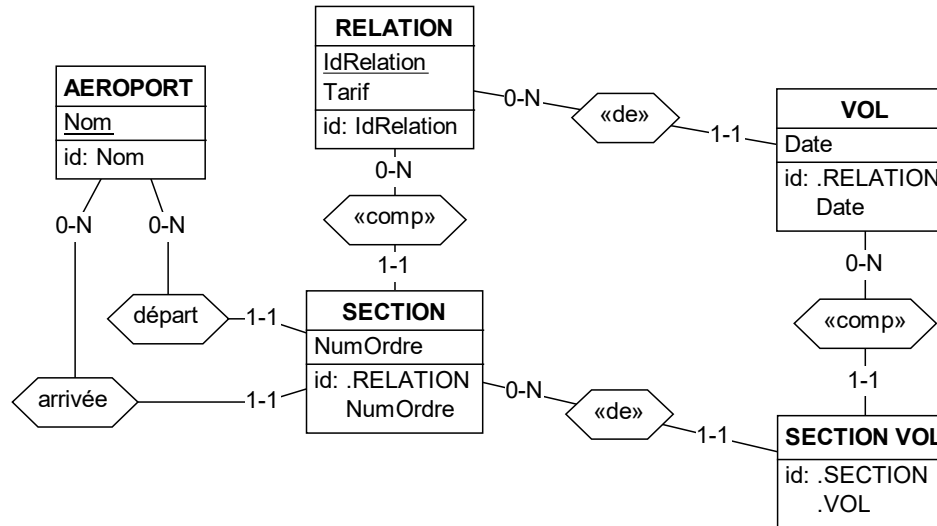 RELATION
IdRelation
Tarif
id: IdRelation
AEROPORT
Nom
id: Nom
0-N
«de»
1-1
VOL
Date
id: .RELATION
Date
0-N
0-N
0-N
«comp»
1-1
0-N
«comp»
1-1
départ
1-1
SECTION
NumOrdre
id: .RELATION
NumOrdre
arrivée
1-1
0-N
«de»
1-1
SECTION VOL
id: .SECTION
.VOL